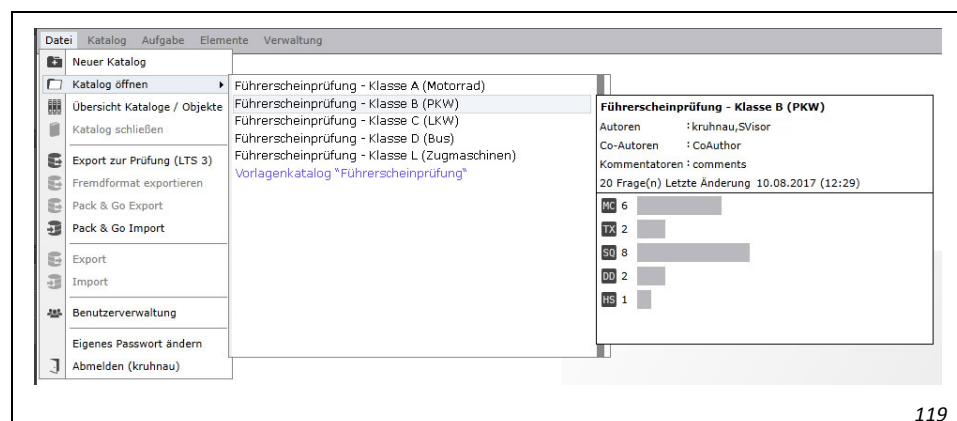 Datei Katalog Aufgabe Elemente Verwaltung
Neuer Katalog
Katalog öffnen
Übersicht Kataloge / Objekte
Katalog schließen
Export zur Prüfung (LTS 3)
Fremdformat exportieren
Pack & Go Export
Pack & Go Import
Export
Import
Benutzerverwaltung
Eigenes Passwort ändern
Abmelden (kruhnau)
Führerscheinprüfung - Klasse A (Motorrad)
Führerscheinprüfung - Klasse B (PKW)
Führerscheinprüfung - Klasse C (LKW)
Führerscheinprüfung - Klasse D (Bus)
Führerscheinprüfung - Klasse L (Zugmaschinen)
Vorlagenkatalog "Führerscheinprüfung"
Führerscheinprüfung - Klasse B (PKW)
Autoren : kruhnau,SVisor
Co-Autoren : CoAuthor
Kommentatoren : comments
20 Frage(n) Letzte Änderung 10.08.2017 (12:29)
MC 6
TX 2
SQ 8
DD 2
HS 1
119